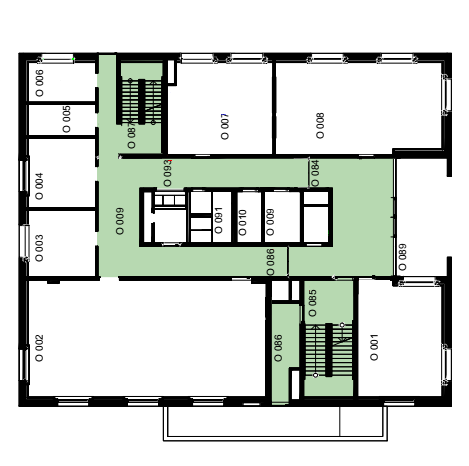 O 006
O 005
O 087
O 007
O 008
O 004
O 093
O 084
O 009
O 091
O 010
O 009
O 003
O 086
O 089
O 002
O 085
O 086
O 001